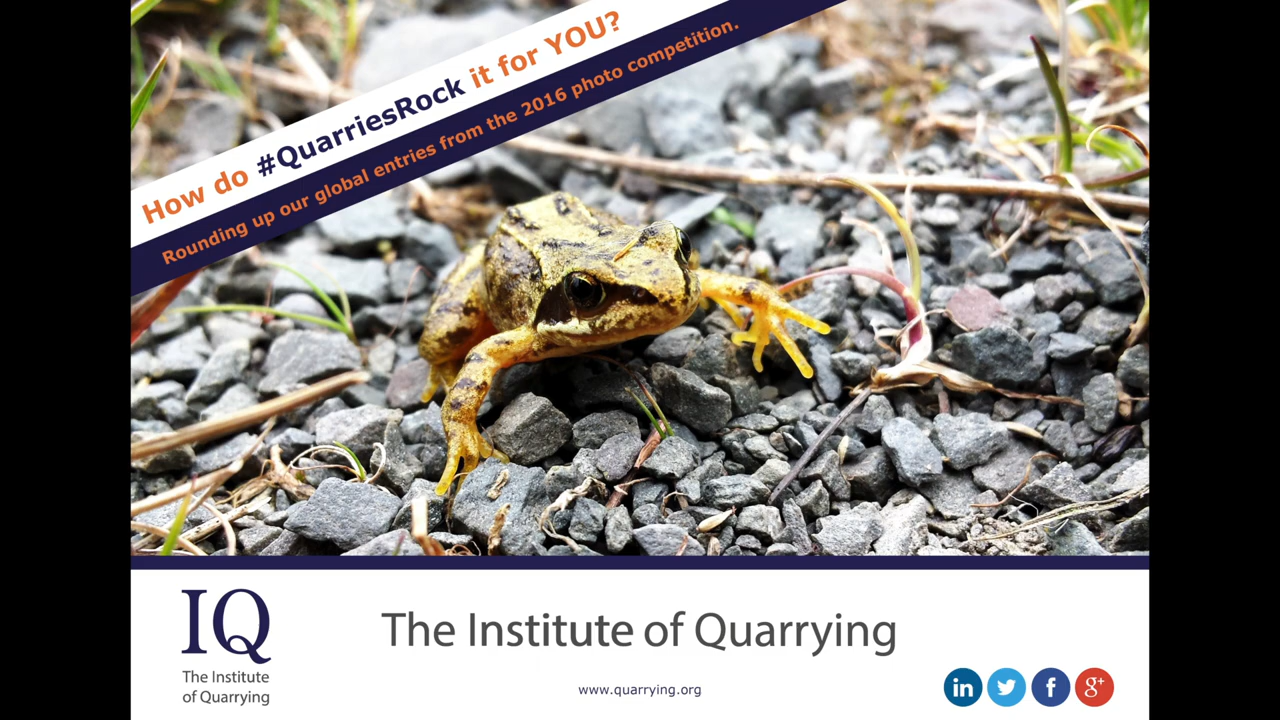 How do #QuarriesRock it for YOU?
Rounding up our global entries from the 2016 photo competition.
IQ
The Institute
of Quarrying
The Institute of Quarrying
www.quarrying.org
in
f
g+